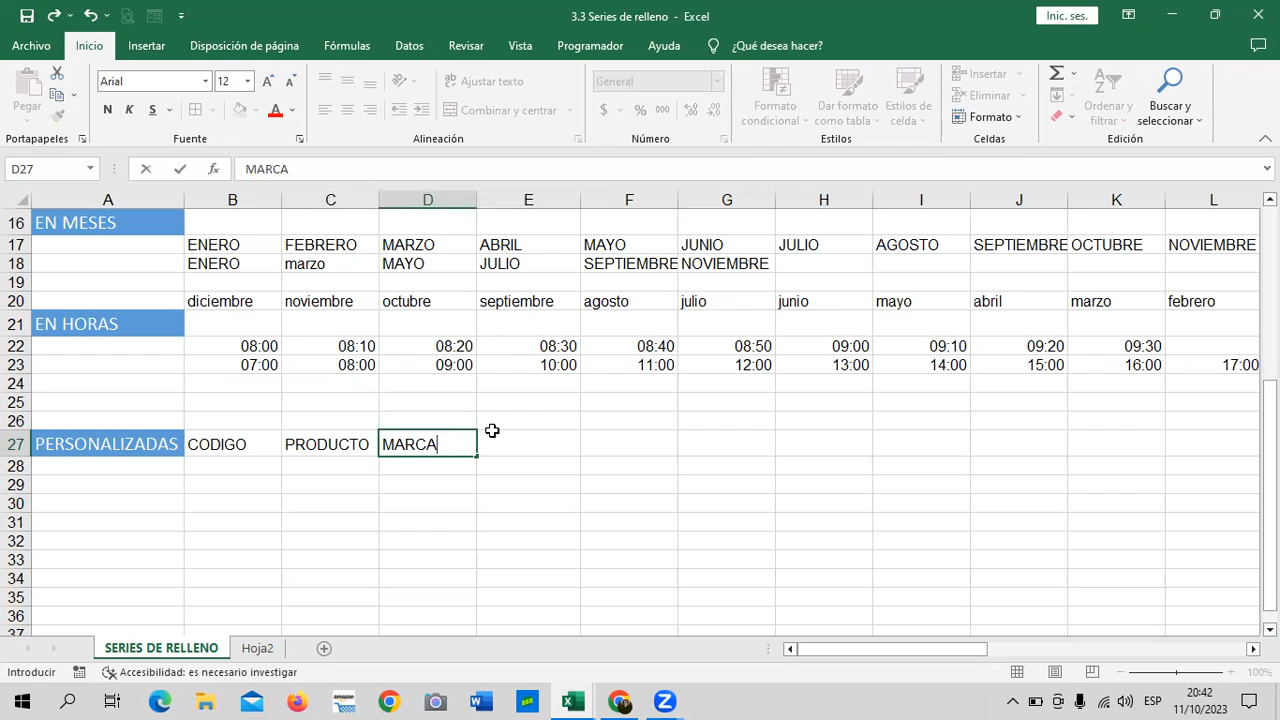 3.3 Series de relleno - Excel
Inic. ses.
Archivo Inicio Insertar Disposición de página Fórmulas Datos Revisar Vista Programador Ayuda ¿Qué desea hacer?
Pegar
Arial 12
N K S A
Ajustar texto
Combinar y centrar
General
$ % 000
Formato condicional
Dar formato como tabla
Estilos de celda
Insertar
Eliminar
Formato
Ordenar y filtrar
Buscar y seleccionar
Portapapeles Fuente Alineación Número Estilos Celdas Edición
D27 fx MARCA
A B C D E F G H I J K L
16 EN MESES
17 ENERO FEBRERO MARZO ABRIL MAYO JUNIO JULIO AGOSTO SEPTIEMBRE OCTUBRE NOVIEMBRE
18 ENERO marzo MAYO JULIO SEPTIEMBRE NOVIEMBRE
19
20 diciembre noviembre octubre septiembre agosto julio junio mayo abril marzo febrero
21 EN HORAS
22 08:00 08:10 08:20 08:30 08:40 08:50 09:00 09:10 09:20 09:30
23 07:00 08:00 09:00 10:00 11:00 12:00 13:00 14:00 15:00 16:00 17:00
24
25
26
27 PERSONALIZADAS CODIGO PRODUCTO MARCA
28
29
30
31
32
33
34
35
36
37
SERIES DE RELLENO Hoja2
Introducir Accesibilidad: es necesario investigar 100%
ESP 20:42
11/10/2023